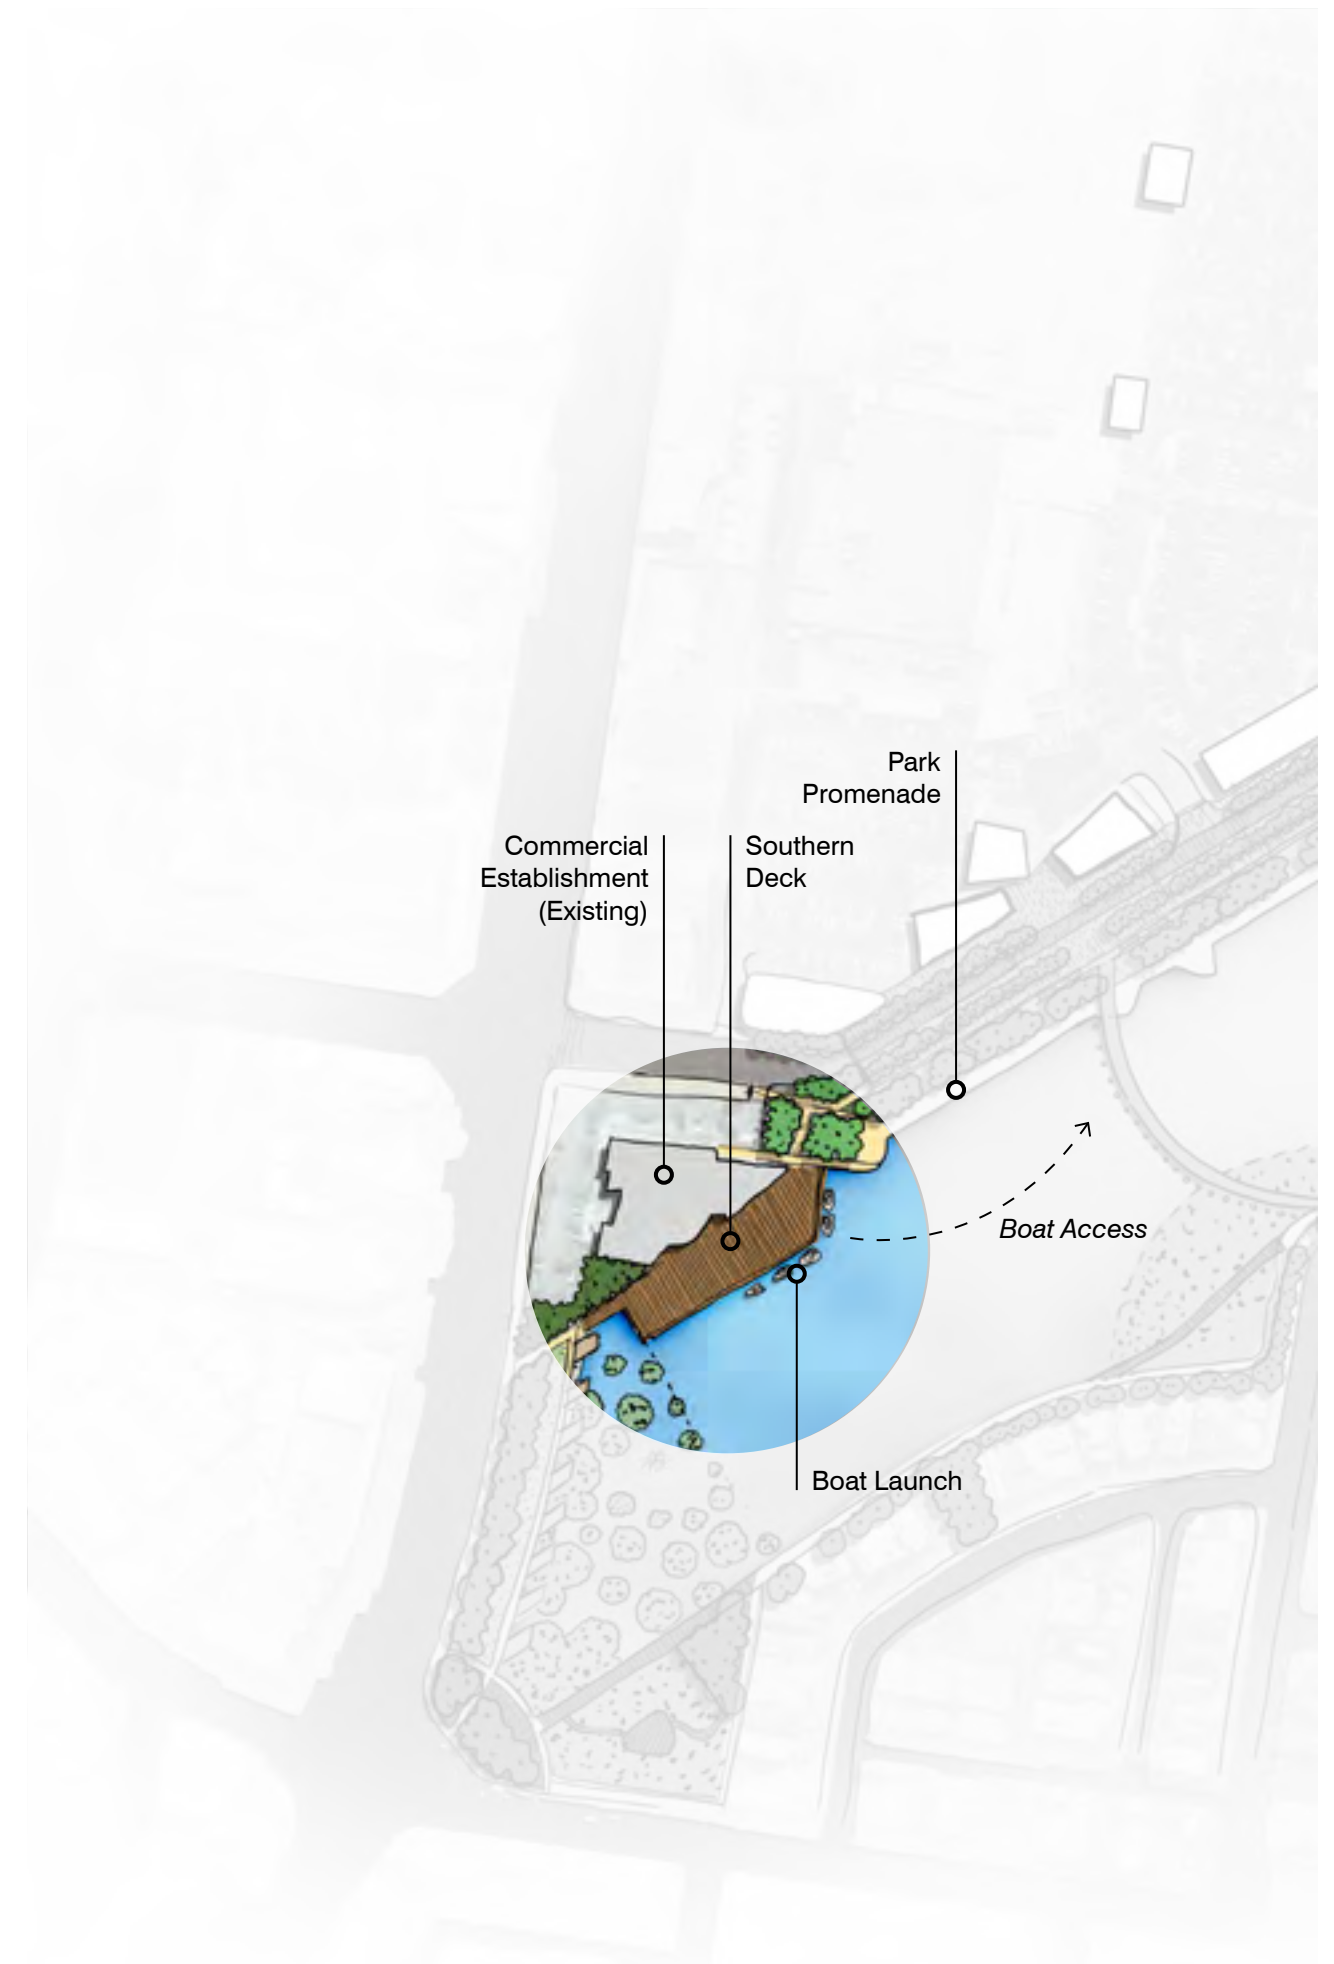 Park
Promenade
Commercial
Establishment
(Existing)
Southern
Deck
Boat Access
Boat Launch